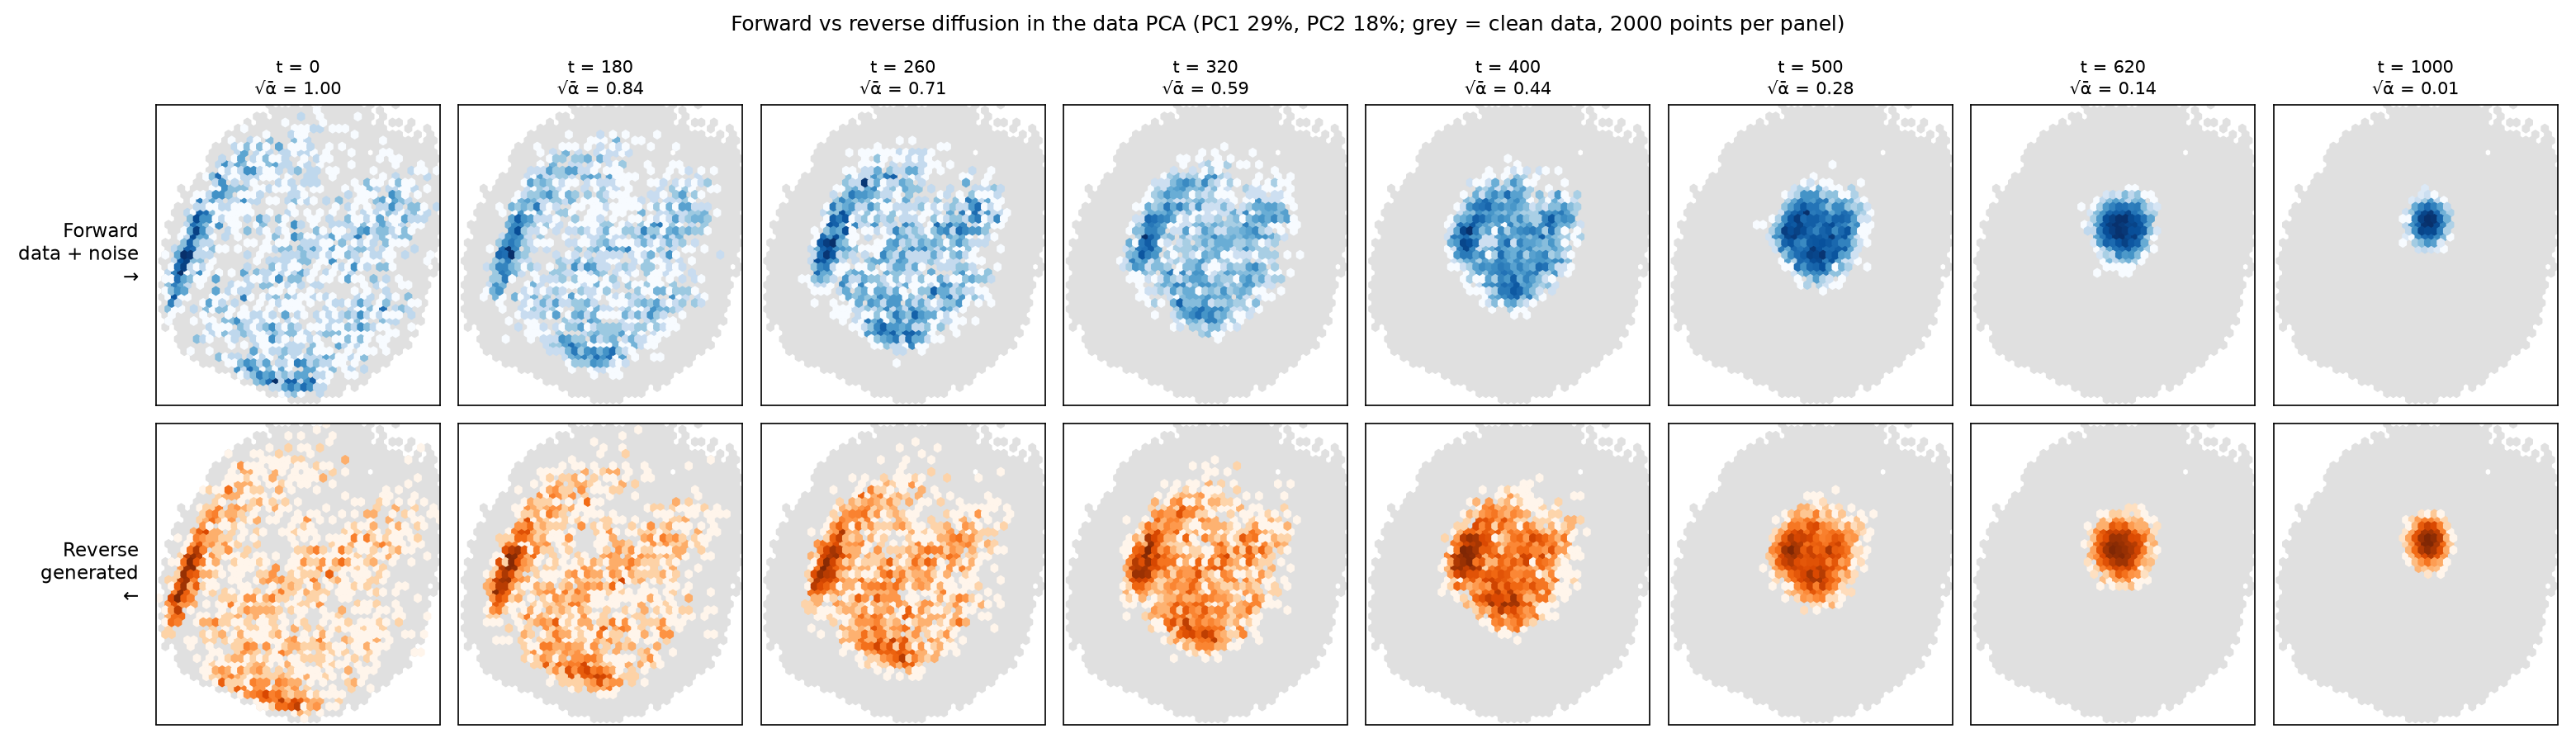 Forward vs reverse diffusion in the data PCA (PC1 29%, PC2 18%; grey = clean data, 2000 points per panel)
t = 0
√ᾱ = 1.00
t = 180
√ᾱ = 0.84
t = 260
√ᾱ = 0.71
t = 320
√ᾱ = 0.59
t = 400
√ᾱ = 0.44
t = 500
√ᾱ = 0.28
t = 620
√ᾱ = 0.14
t = 1000
√ᾱ = 0.01
Forward
data + noise
→
Reverse
generated
←